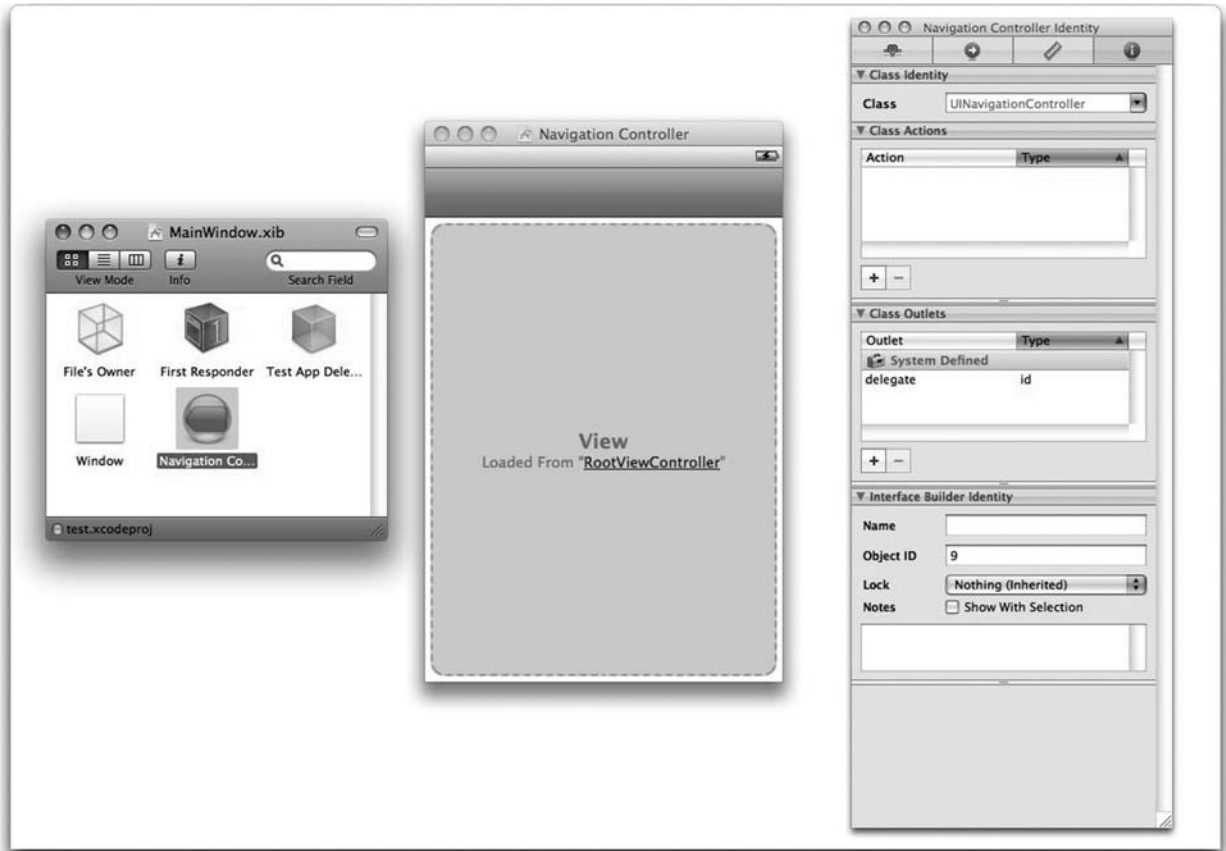 MainWindow.xib
View Mode
Info
Search Field
File's Owner
First Responder
Test App Dele...
Window
Navigation Co...
test.xcodeproj
Navigation Controller
View
Loaded From "RootViewController"
Navigation Controller Identity
Class Identity
Class UINavigationController
Class Actions
Action Type
+ −
Class Outlets
Outlet Type
System Defined
delegate id
+ −
Interface Builder Identity
Name
Object ID 9
Lock Nothing (Inherited)
Notes Show With Selection